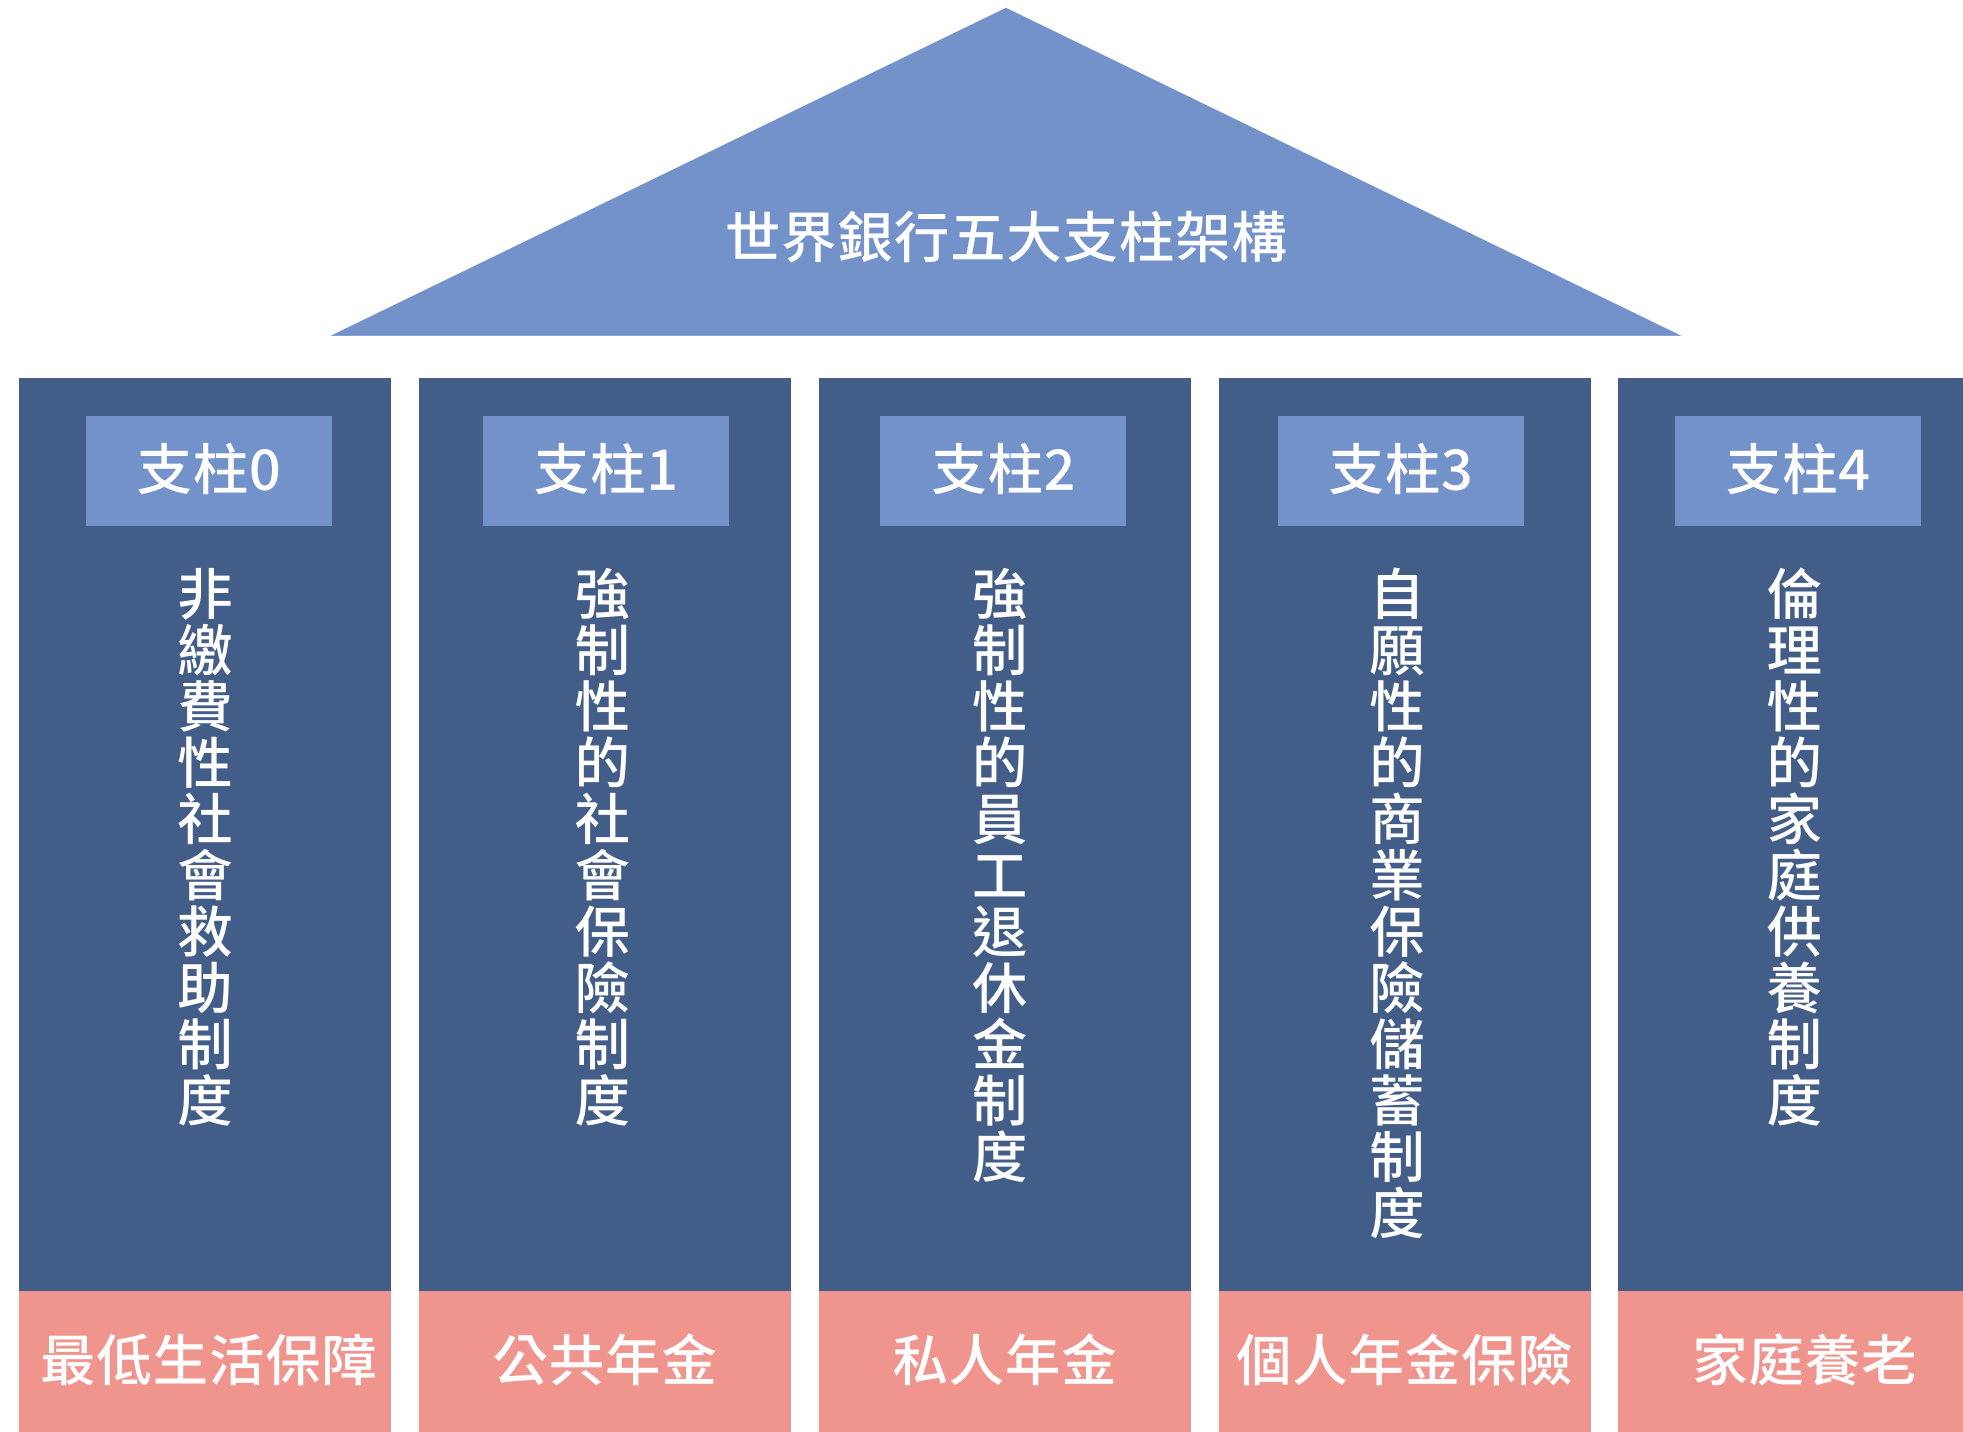 世界銀行五大支柱架構
支柱0
非繳費性社會救助制度
最低生活保障
支柱1
強制性的社會保險制度
公共年金
支柱2
強制性的員工退休金制度
私人年金
支柱3
自願性的商業保險儲蓄制度
個人年金保險
支柱4
倫理性的家庭供養制度
家庭養老